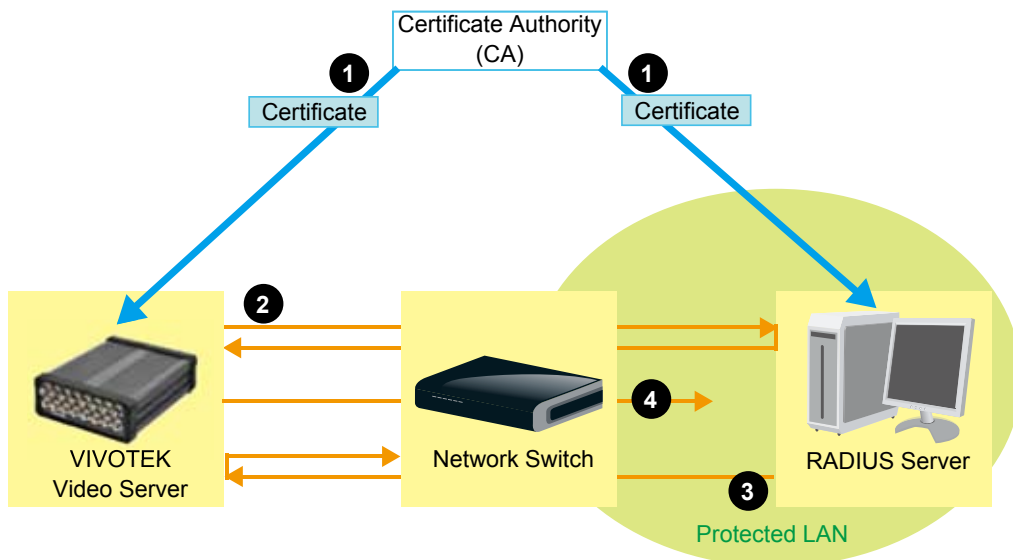 Certificate Authority
(CA)
1
1
Certificate
Certificate
2
4
VIVOTEK
Video Server
Network Switch
RADIUS Server
3
Protected LAN